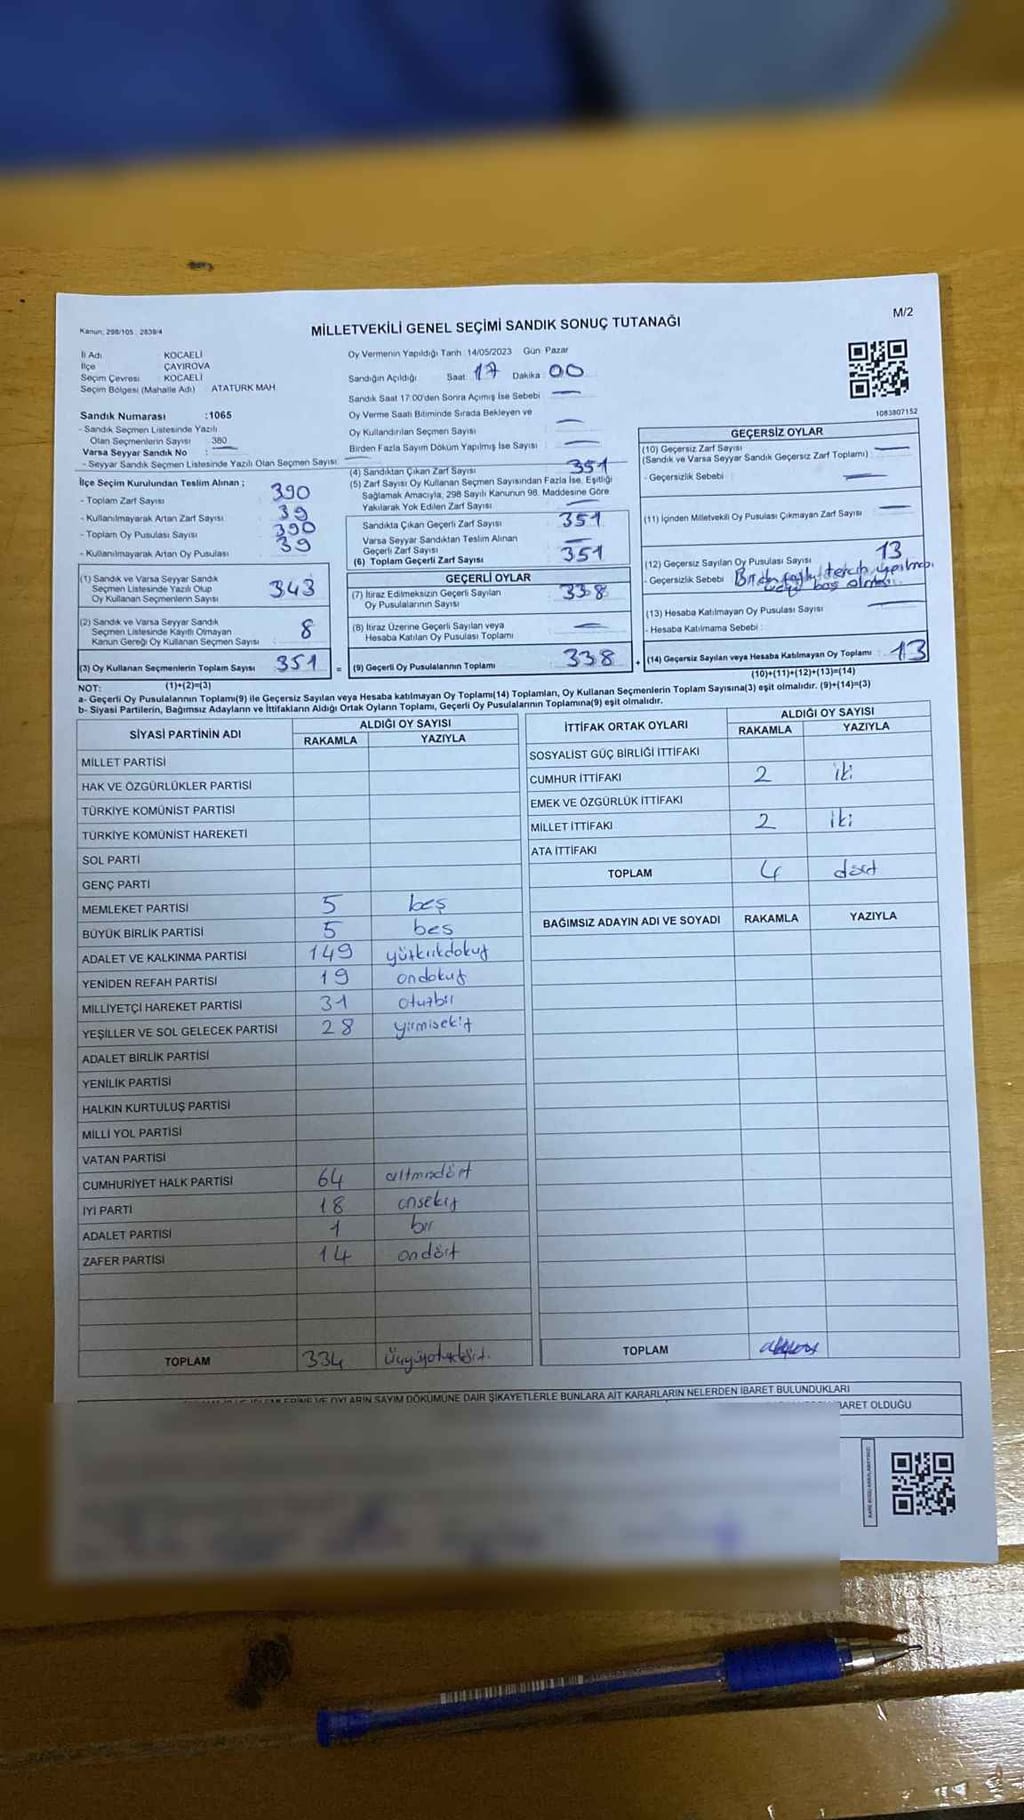 Kanun: 298/105 ; 2839/4
MİLLETVEKİLİ GENEL SEÇİMİ SANDIK SONUÇ TUTANAĞI
M/2
İl Adı : KOCAELİ
İlçe : ÇAYIROVA
Seçim Çevresi : KOCAELİ
Seçim Bölgesi (Mahalle Adı) : ATATÜRK MAH
Sandık Numarası :1065
- Sandık Seçmen Listesinde Yazılı
Olan Seçmenlerin Sayısı : 380
Varsa Seyyar Sandık No :
- Seyyar Sandık Seçmen Listesinde Yazılı Olan Seçmen Sayısı :
İlçe Seçim Kurulundan Teslim Alınan ;
- Toplam Zarf Sayısı 390
- Kullanılmayarak Artan Zarf Sayısı 39
- Toplam Oy Pusulası Sayısı 390
- Kullanılmayarak Artan Oy Pusulası 39
(1) Sandık ve Varsa Seyyar Sandık
Seçmen Listesinde Yazılı Olup
Oy Kullanan Seçmenlerin Sayısı 343
(2) Sandık ve Varsa Seyyar Sandık
Seçmen Listesinde Kayıtlı Olmayan
Kanun Gereği Oy Kullanan Seçmen Sayısı 8
(3) Oy Kullanan Seçmenlerin Toplam Sayısı 351 =
(1)+(2)=(3)
Oy Vermenin Yapıldığı Tarih :14/05/2023 Gün: Pazar
Sandığın Açıldığı Saat: 17 Dakika 00
Sandık Saat 17:00'den Sonra Açımış İse Sebebi
Oy Verme Saati Bitiminde Sırada Bekleyen ve
Oy Kullandırılan Seçmen Sayısı
Birden Fazla Sayım Döküm Yapılmış İse Sayısı
(4) Sandıktan Çıkan Zarf Sayısı 351
(5) Zarf Sayısı Oy Kullanan Seçmen Sayısından Fazla İse, Eşitliği
Sağlamak Amacıyla, 298 Sayılı Kanunun 98. Maddesine Göre
Yakılarak Yok Edilen Zarf Sayısı
Sandıkta Çıkan Geçerli Zarf Sayısı 351
Varsa Seyyar Sandıktan Teslim Alınan
Geçerli Zarf Sayısı
(6) Toplam Geçerli Zarf Sayısı 351
GEÇERLİ OYLAR
(7) İtiraz Edilmeksizin Geçerli Sayılan
Oy Pusulalarının Sayısı 338
(8) İtiraz Üzerine Geçerli Sayılan veya
Hesaba Katılan Oy Pusulası Toplamı
(9) Geçerli Oy Pusulalarının Toplamı 338 +
1083807152
GEÇERSİZ OYLAR
(10) Geçersiz Zarf Sayısı
(Sandık ve Varsa Seyyar Sandık Geçersiz Zarf Toplamı)
- Geçersizlik Sebebi
(11) İçinden Milletvekili Oy Pusulası Çıkmayan Zarf Sayısı
(12) Geçersiz Sayılan Oy Pusulası Sayısı 13
- Geçersizlik Sebebi Birden fazla tercih yapılması
boş olması
(13) Hesaba Katılmayan Oy Pusulası Sayısı
- Hesaba Katılmama Sebebi :
(14) Geçersiz Sayılan veya Hesaba Katılmayan Oy Toplamı : 13
(10)+(11)+(12)+(13)=(14)
NOT:
a- Geçerli Oy Pusulalarının Toplamı(9) ile Geçersiz Sayılan veya Hesaba katılmayan Oy Toplamı(14) Toplamları, Oy Kullanan Seçmenlerin Toplam Sayısına(3) eşit olmalıdır. (9)+(14)=(3)
b- Siyasi Partilerin, Bağımsız Adayların ve İttifakların Aldığı Ortak Oyların Toplamı, Geçerli Oy Pusulalarının Toplamına(9) eşit olmalıdır.
SİYASİ PARTİNİN ADI ALDIĞI OY SAYISI
RAKAMLA YAZIYLA
MİLLET PARTİSİ
HAK VE ÖZGÜRLÜKLER PARTİSİ
TÜRKİYE KOMÜNİST PARTİSI
TÜRKİYE KOMÜNİST HAREKETİ
SOL PARTİ
GENÇ PARTİ
MEMLEKET PARTİSİ 5 beş
BÜYÜK BİRLİK PARTİSİ 5 bes
ADALET VE KALKINMA PARTİSİ 149 yüzkırkdokuz
YENİDEN REFAH PARTİSİ 19 ondokuz
MİLLİYETÇİ HAREKET PARTİSİ 31 otuzbir
YEŞİLLER VE SOL GELECEK PARTİSİ 28 yirmisekiz
ADALET BİRLİK PARTİSİ
YENİLİK PARTİSİ
HALKIN KURTULUŞ PARTİSİ
MİLLİ YOL PARTİSİ
VATAN PARTİSİ
CUMHURİYET HALK PARTİSİ 64 altmışdört
İYİ PARTİ 18 onsekiz
ADALET PARTİSİ 1 bir
ZAFER PARTİSİ 14 ondört
TOPLAM 334 üçyüzotuzdört
İTTİFAK ORTAK OYLARI ALDIĞI OY SAYISI
RAKAMLA YAZIYLA
SOSYALİST GÜÇ BİRLİĞİ İTTİFAKI
CUMHUR İTTİFAKI 2 iki
EMEK VE ÖZGÜRLÜK İTTİFAKI
MİLLET İTTİFAKI 2 iki
ATA İTTİFAKI
TOPLAM 4 dört
BAĞIMSIZ ADAYIN ADI VE SOYADI RAKAMLA YAZIYLA
TOPLAM
VE OYLARIN SAYIM DÖKÜMÜNE DAİR ŞİKAYETLERLE BUNLARA AİT KARARLARIN NELERDEN İBARET BULUNDUKLARI
İBARET OLDUĞU